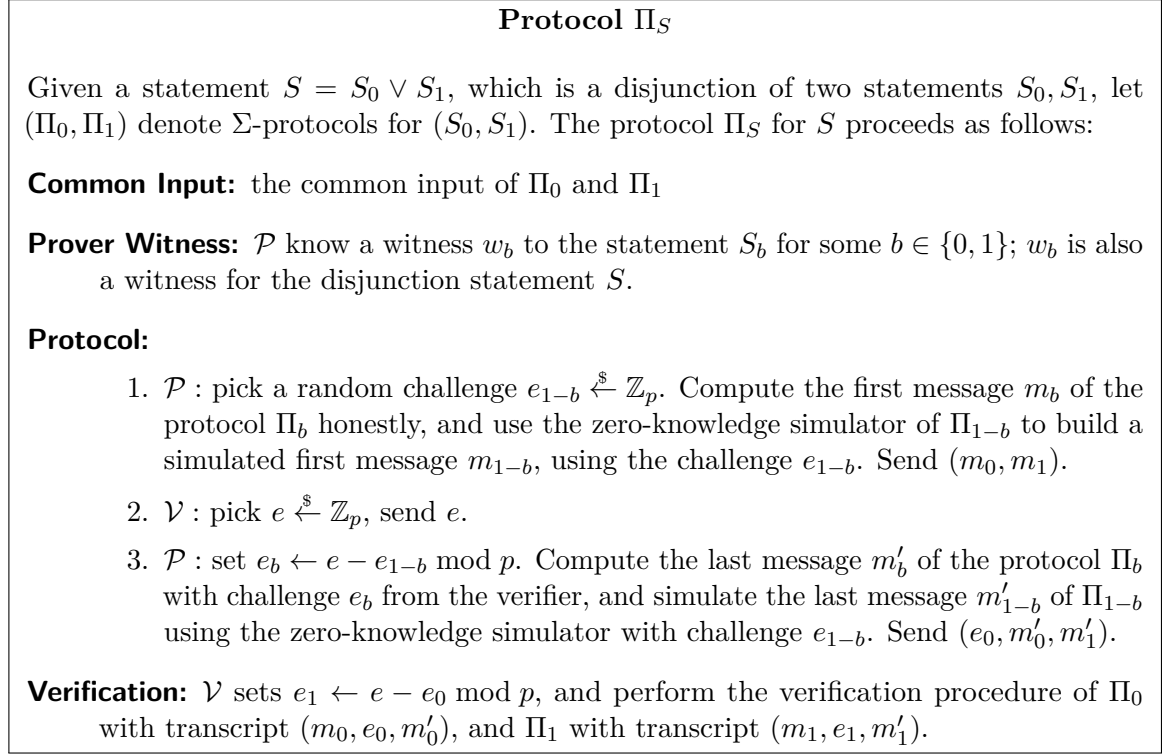 Protocol Π_S
Given a statement S = S_0 ∨ S_1, which is a disjunction of two statements S_0, S_1, let
(Π_0, Π_1) denote Σ-protocols for (S_0, S_1). The protocol Π_S for S proceeds as follows:
Common Input: the common input of Π_0 and Π_1
Prover Witness: 𝒫 know a witness w_b to the statement S_b for some b ∈ {0, 1}; w_b is also
a witness for the disjunction statement S.
Protocol:
1. 𝒫 : pick a random challenge e_{1−b} ←$ ℤ_p. Compute the first message m_b of the
protocol Π_b honestly, and use the zero-knowledge simulator of Π_{1−b} to build a
simulated first message m_{1−b}, using the challenge e_{1−b}. Send (m_0, m_1).
2. 𝒱 : pick e ←$ ℤ_p, send e.
3. 𝒫 : set e_b ← e − e_{1−b} mod p. Compute the last message m′_b of the protocol Π_b
with challenge e_b from the verifier, and simulate the last message m′_{1−b} of Π_{1−b}
using the zero-knowledge simulator with challenge e_{1−b}. Send (e_0, m′_0, m′_1).
Verification: 𝒱 sets e_1 ← e − e_0 mod p, and perform the verification procedure of Π_0
with transcript (m_0, e_0, m′_0), and Π_1 with transcript (m_1, e_1, m′_1).